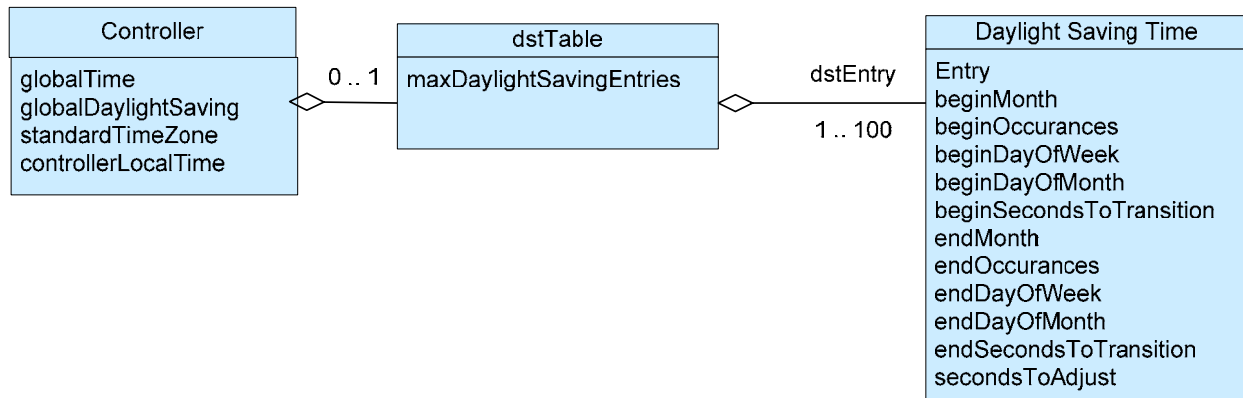 Controller
globalTime
globalDaylightSaving
standardTimeZone
controllerLocalTime
0 .. 1
dstTable
maxDaylightSavingEntries
dstEntry
1 .. 100
Daylight Saving Time
Entry
beginMonth
beginOccurances
beginDayOfWeek
beginDayOfMonth
beginSecondsToTransition
endMonth
endOccurances
endDayOfWeek
endDayOfMonth
endSecondsToTransition
secondsToAdjust